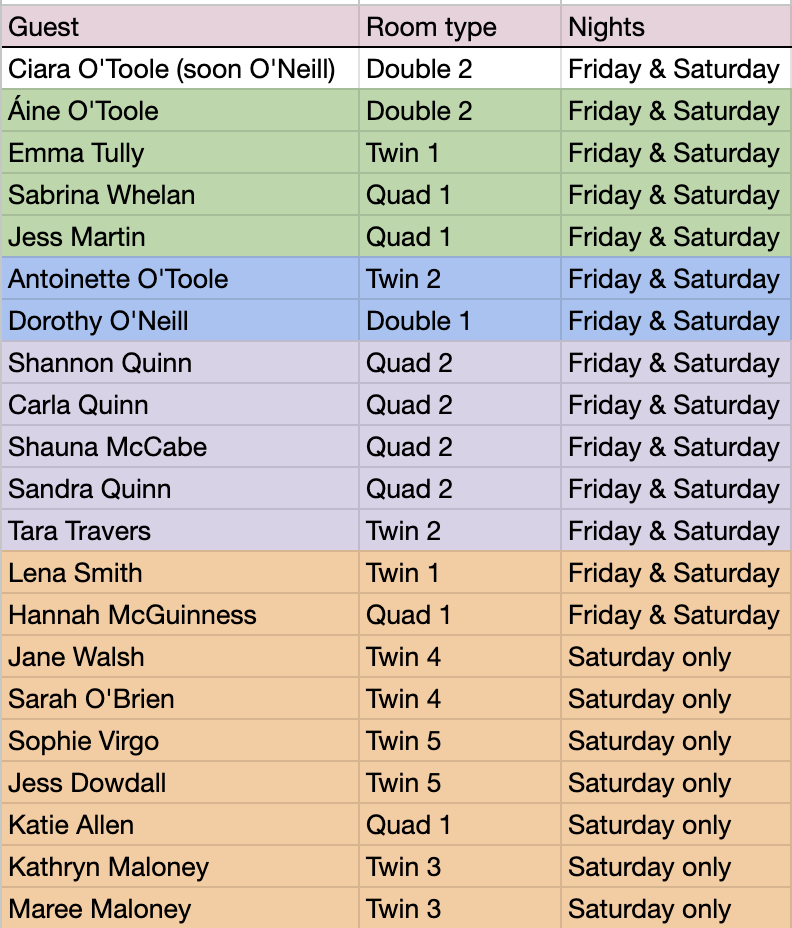 Guest Room type Nights
Ciara O'Toole (soon O'Neill) Double 2 Friday & Saturday
Áine O'Toole Double 2 Friday & Saturday
Emma Tully Twin 1 Friday & Saturday
Sabrina Whelan Quad 1 Friday & Saturday
Jess Martin Quad 1 Friday & Saturday
Antoinette O'Toole Twin 2 Friday & Saturday
Dorothy O'Neill Double 1 Friday & Saturday
Shannon Quinn Quad 2 Friday & Saturday
Carla Quinn Quad 2 Friday & Saturday
Shauna McCabe Quad 2 Friday & Saturday
Sandra Quinn Quad 2 Friday & Saturday
Tara Travers Twin 2 Friday & Saturday
Lena Smith Twin 1 Friday & Saturday
Hannah McGuinness Quad 1 Friday & Saturday
Jane Walsh Twin 4 Saturday only
Sarah O'Brien Twin 4 Saturday only
Sophie Virgo Twin 5 Saturday only
Jess Dowdall Twin 5 Saturday only
Katie Allen Quad 1 Saturday only
Kathryn Maloney Twin 3 Saturday only
Maree Maloney Twin 3 Saturday only